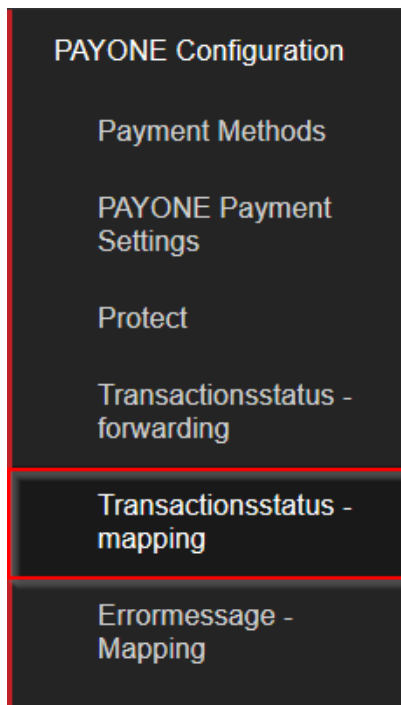 PAYONE Configuration
Payment Methods
PAYONE Payment
Settings
Protect
Transactionsstatus -
forwarding
Transactionsstatus -
mapping
Errormessage -
Mapping